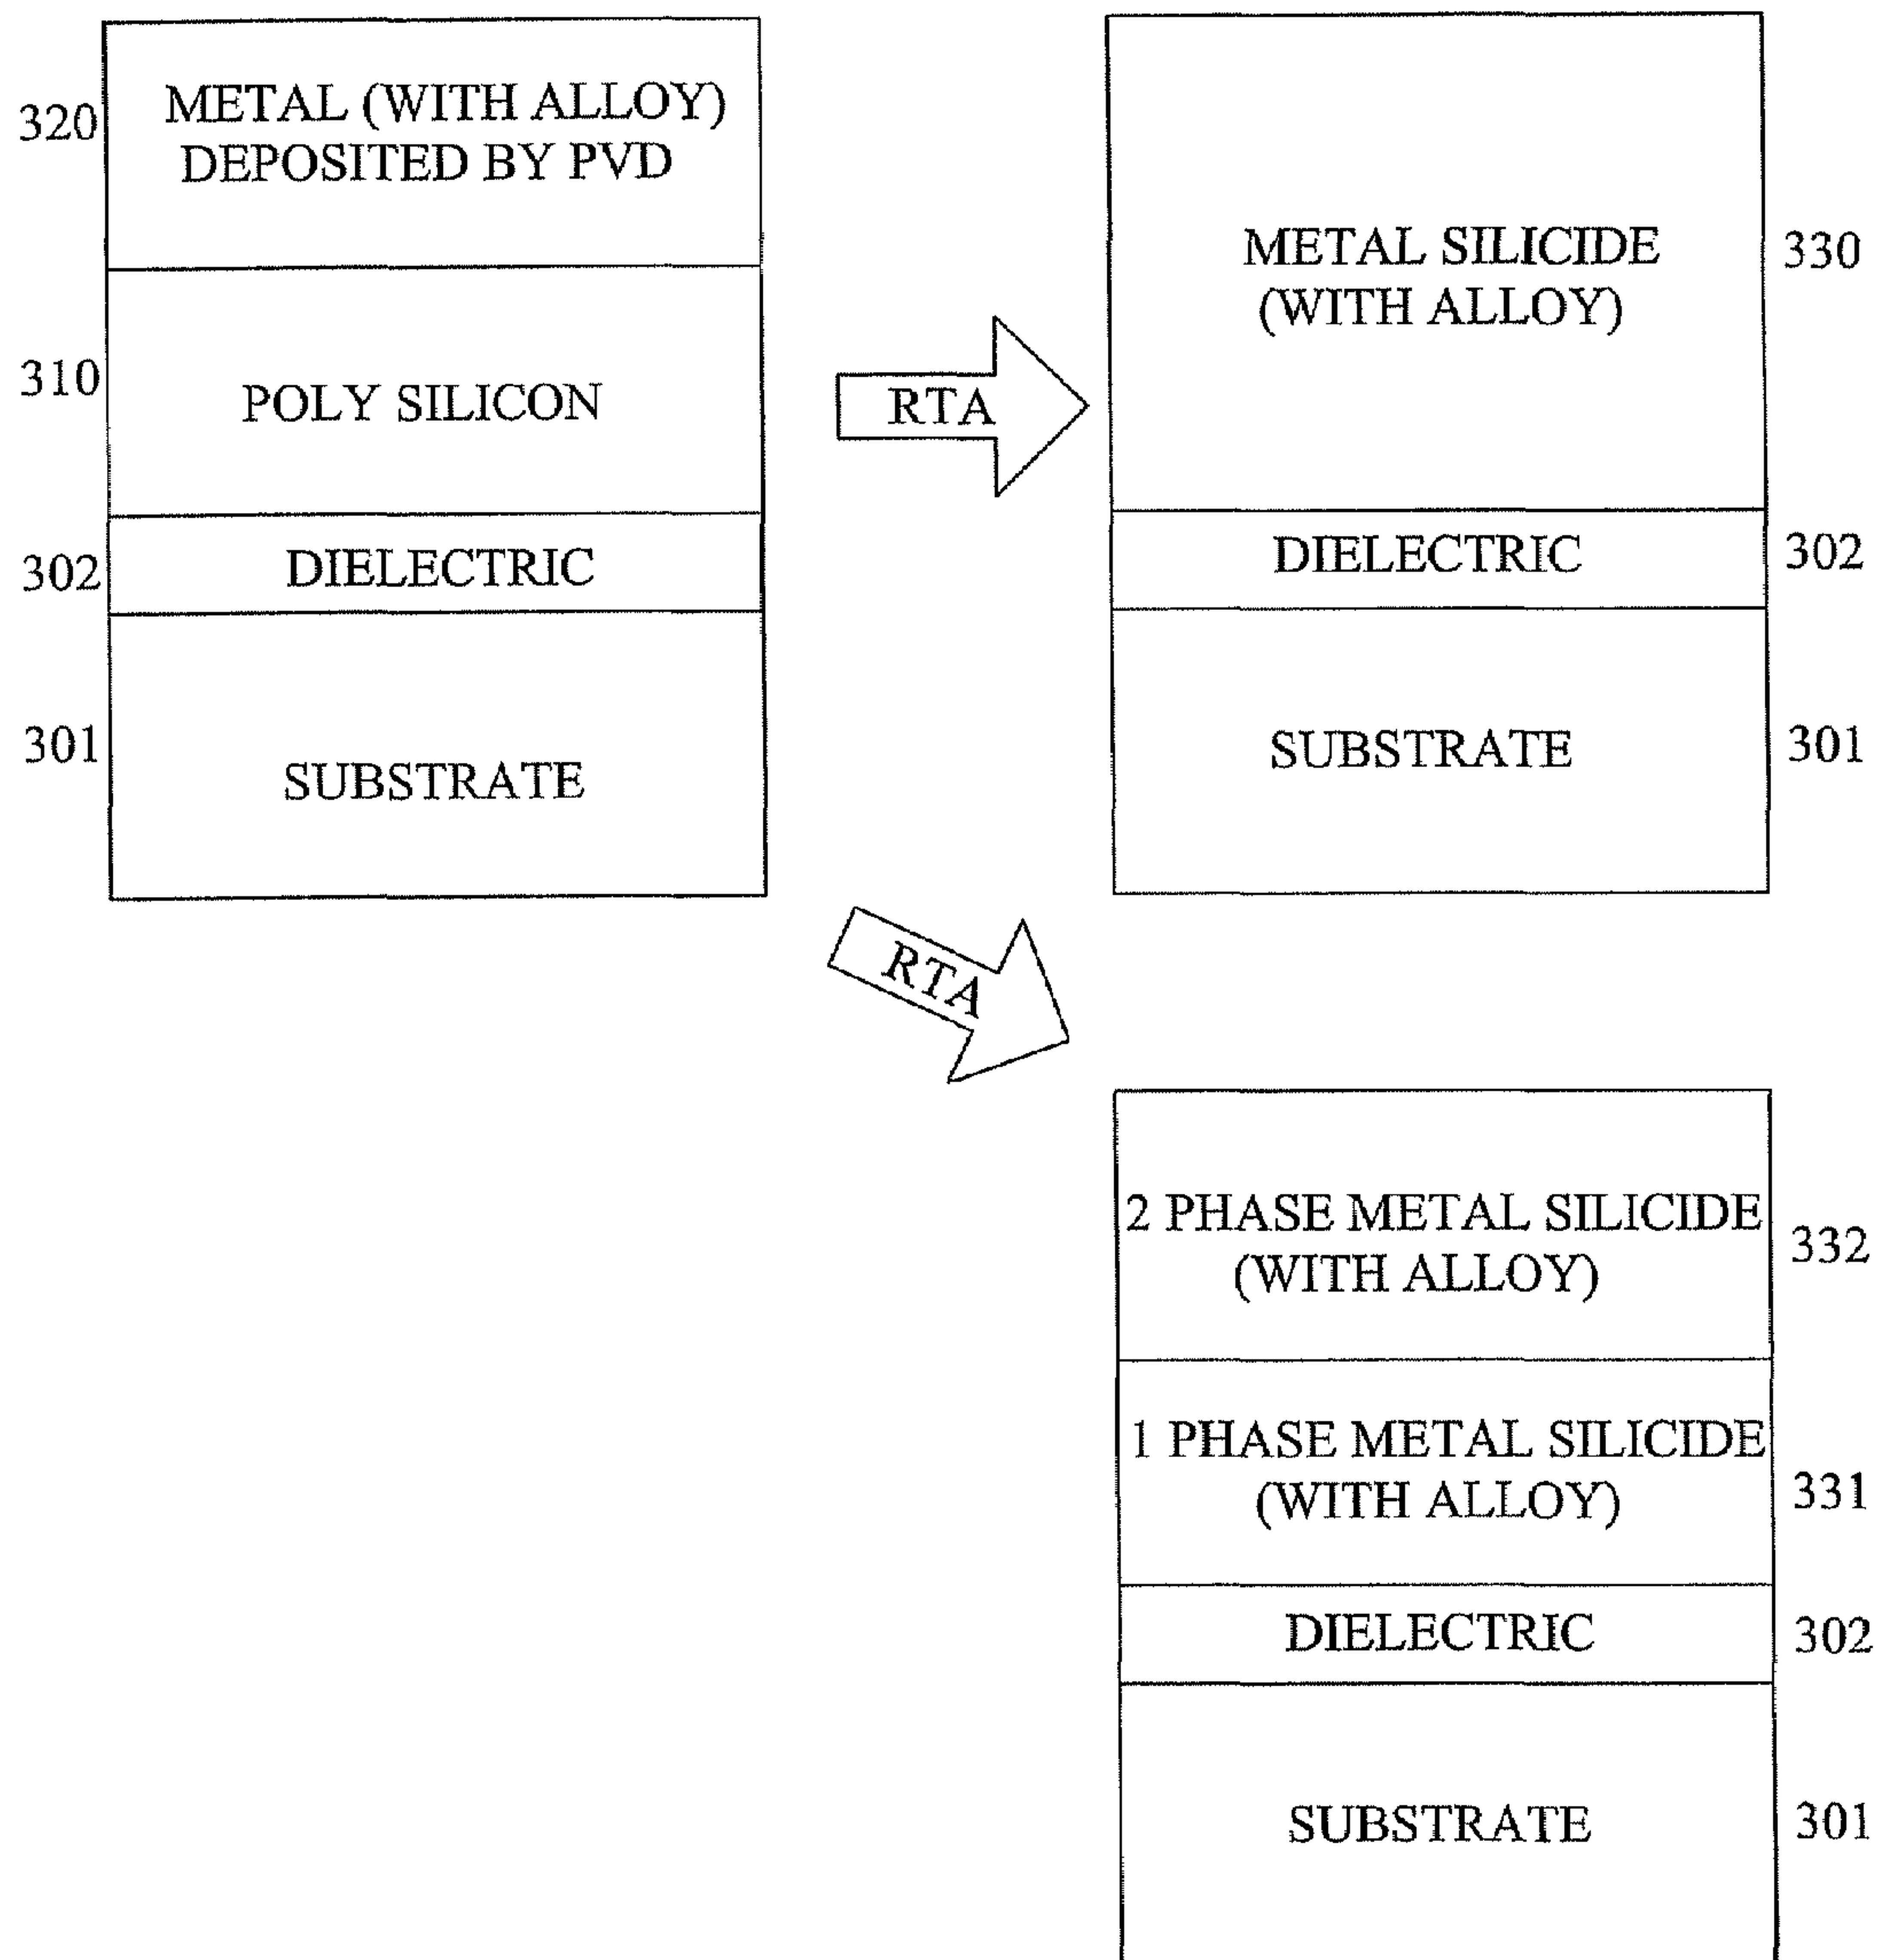 320
METAL (WITH ALLOY)
DEPOSITED BY PVD
310
POLY SILICON
302
DIELECTRIC
301
SUBSTRATE
RTA
METAL SILICIDE
(WITH ALLOY)
330
DIELECTRIC
302
SUBSTRATE
301
RTA
2 PHASE METAL SILICIDE
(WITH ALLOY)
332
1 PHASE METAL SILICIDE
(WITH ALLOY)
331
DIELECTRIC
302
SUBSTRATE
301